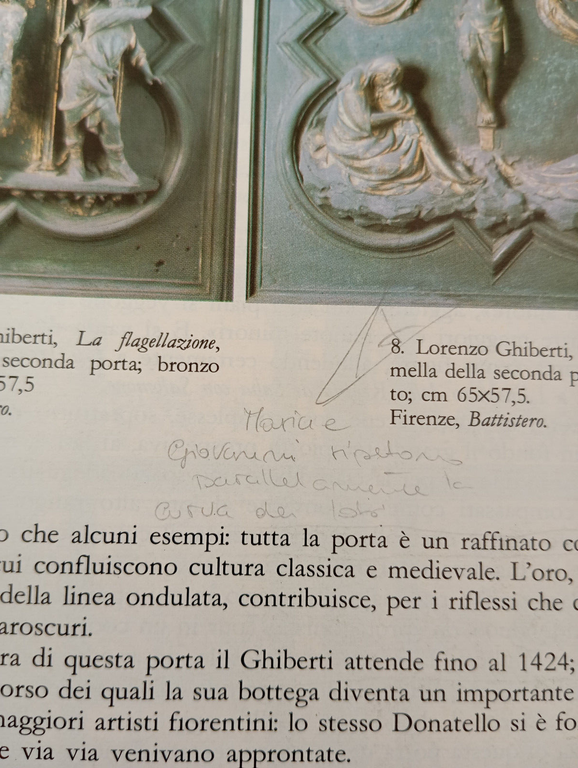 hiberti, La flagellazione,
seconda porta; bronzo
57,5
o.
8. Lorenzo Ghiberti,
mella della seconda p
to; cm 65×57,5.
Firenze, Battistero.
Maria e
Giovanni ripetono
parallelamente la
curva dei lobi
o che alcuni esempi: tutta la porta è un raffinato co
cui confluiscono cultura classica e medievale. L'oro,
della linea ondulata, contribuisce, per i riflessi che c
aroscuri.
ra di questa porta il Ghiberti attende fino al 1424;
orso dei quali la sua bottega diventa un importante
maggiori artisti fiorentini: lo stesso Donatello si è fo
e via via venivano approntate.